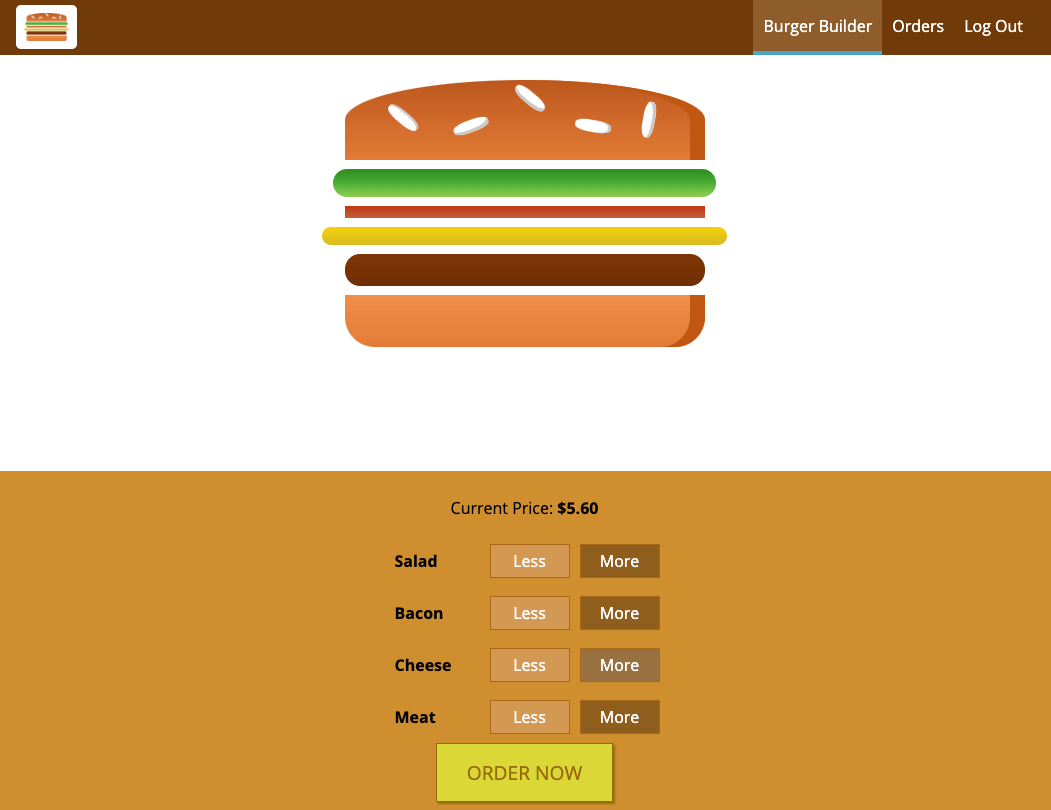 Burger Builder Orders Log Out
Current Price: $5.60
Salad Less More
Bacon Less More
Cheese Less More
Meat Less More
ORDER NOW